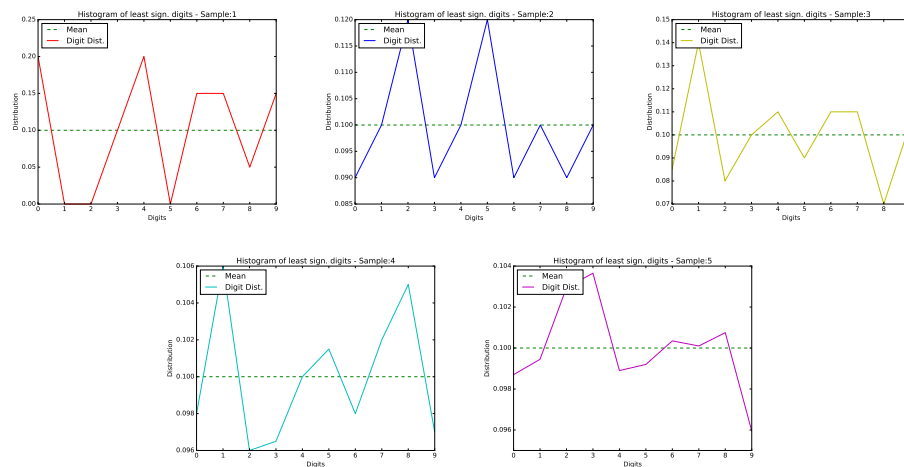 Histogram of least sign. digits - Sample:1
0.25
0.20
0.15
0.10
0.05
0.00
Distribution
Mean
Digit Dist.
0 1 2 3 4 5 6 7 8 9
Digits
Histogram of least sign. digits - Sample:2
0.120
0.115
0.110
0.105
0.100
0.095
0.090
0.085
Distribution
Mean
Digit Dist.
0 1 2 3 4 5 6 7 8 9
Digits
Histogram of least sign. digits - Sample:3
0.15
0.14
0.13
0.12
0.11
0.10
0.09
0.08
0.07
Distribution
Mean
Digit Dist.
0 1 2 3 4 5 6 7 8
Digits
Histogram of least sign. digits - Sample:4
0.106
0.104
0.102
0.100
0.098
0.096
Distribution
Mean
Digit Dist.
0 1 2 3 4 5 6 7 8 9
Digits
Histogram of least sign. digits - Sample:5
0.104
0.102
0.100
0.098
0.096
Distribution
Mean
Digit Dist.
0 1 2 3 4 5 6 7 8 9
Digits